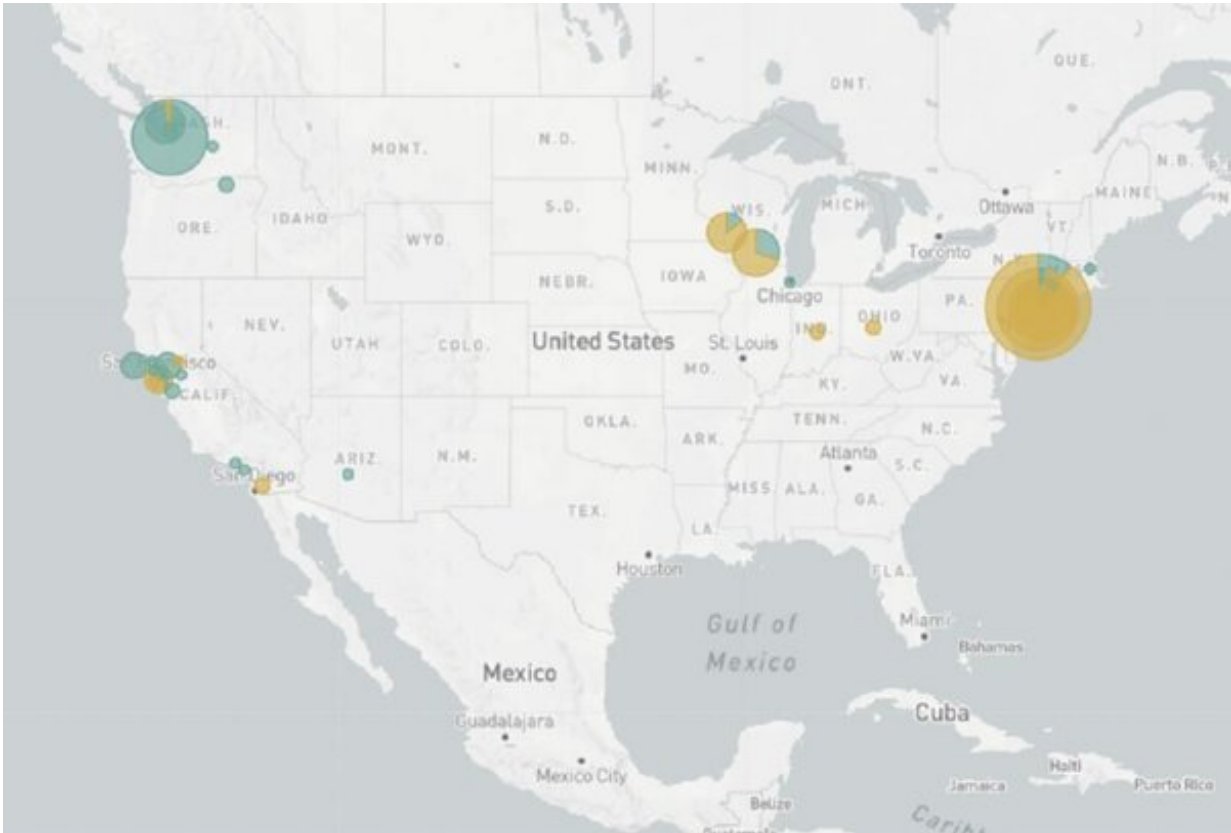 QUE.
ONT.
WASH.
MONT.
N.D.
MINN.
N.B.
MAINE
Ottawa
WIS.
MICH
VT.
S.D.
ORE.
IDAHO
WYO.
Toronto
N.Y.
IOWA
NEBR.
Chicago
PA.
NEV.
IND.
OHIO
United States
St. Louis
UTAH
COLO.
W.VA.
MO.
KY.
VA.
CALIF.
TENN.
N.C.
OKLA.
ARK.
Atlanta
ARIZ.
N.M.
S.C.
San Diego
MISS.
ALA.
GA.
TEX.
LA.
Houston
FLA.
Gulf of
Mexico
Miami
Bahamas
Mexico
Cuba
Guadalajara
Haiti
Mexico City
Jamaica
Puerto Rico
Belize